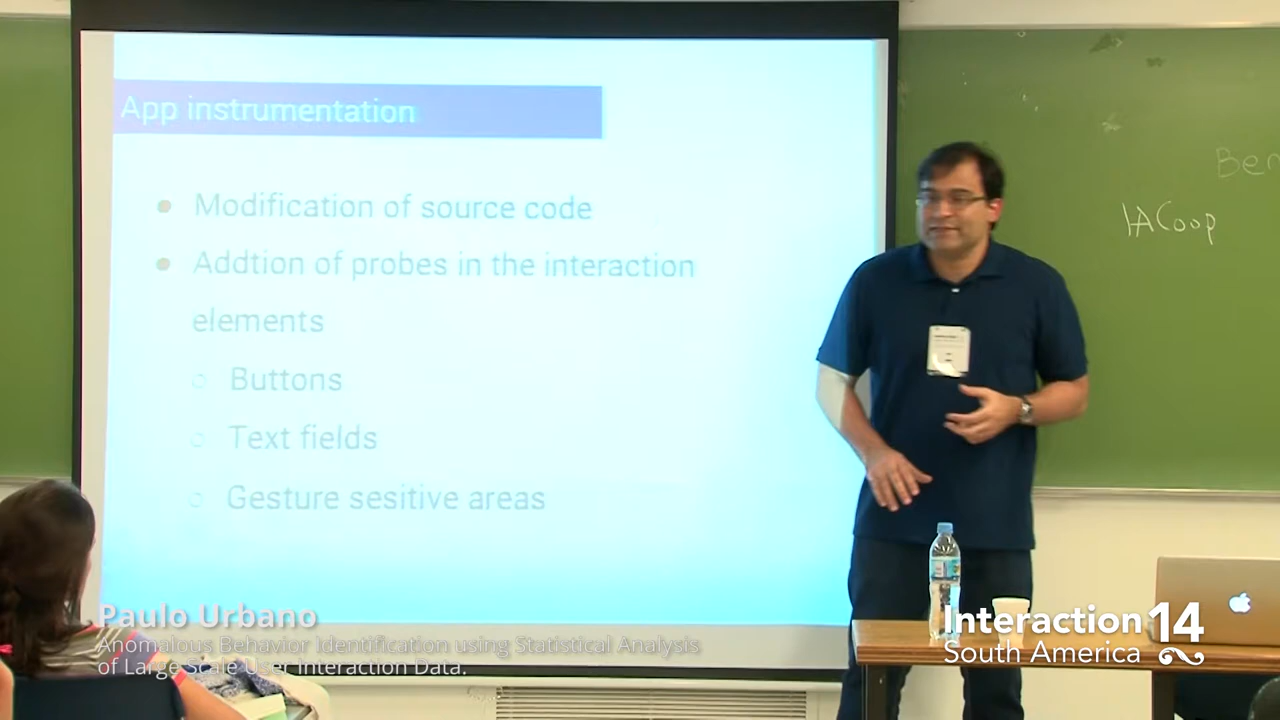 App instrumentation
Modification of source code
Addtion of probes in the interaction
elements
Buttons
Text fields
Gesture sesitive areas
Ben
IACoop
Paulo Urbano
Anomalous Behavior Identification using Statistical Analysis
of Large Scale User Interaction Data.
Interaction 14
South America